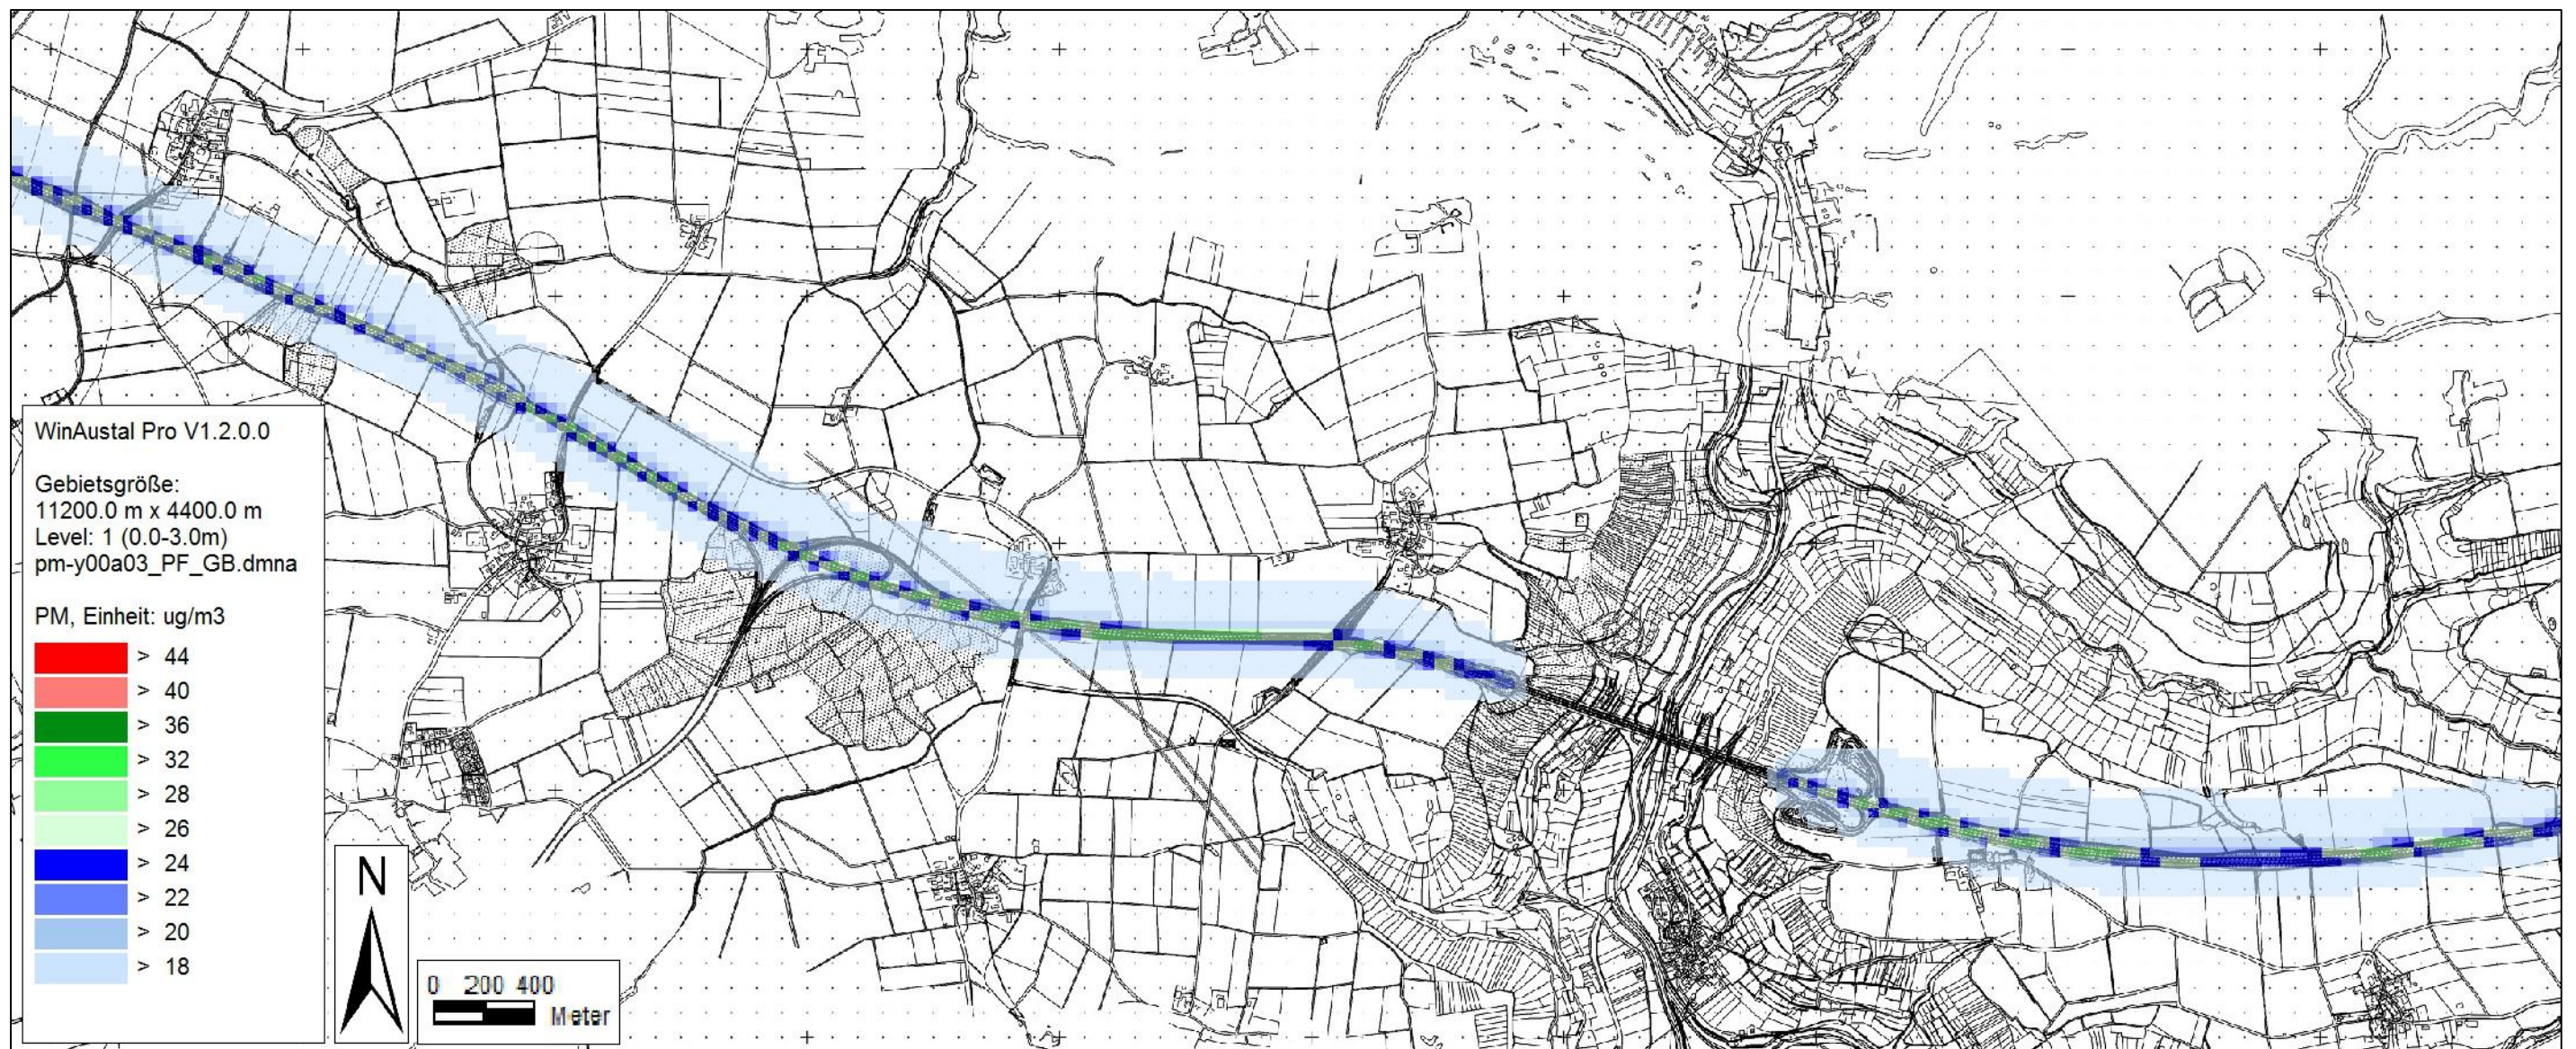 WinAustal Pro V1.2.0.0
Gebietsgröße:
11200.0 m x 4400.0 m
Level: 1 (0.0-3.0m)
pm-y00a03_PF_GB.dmna
PM, Einheit: ug/m3
> 44
> 40
> 36
> 32
> 28
> 26
> 24
> 22
> 20
> 18
N
0 200 400
Meter